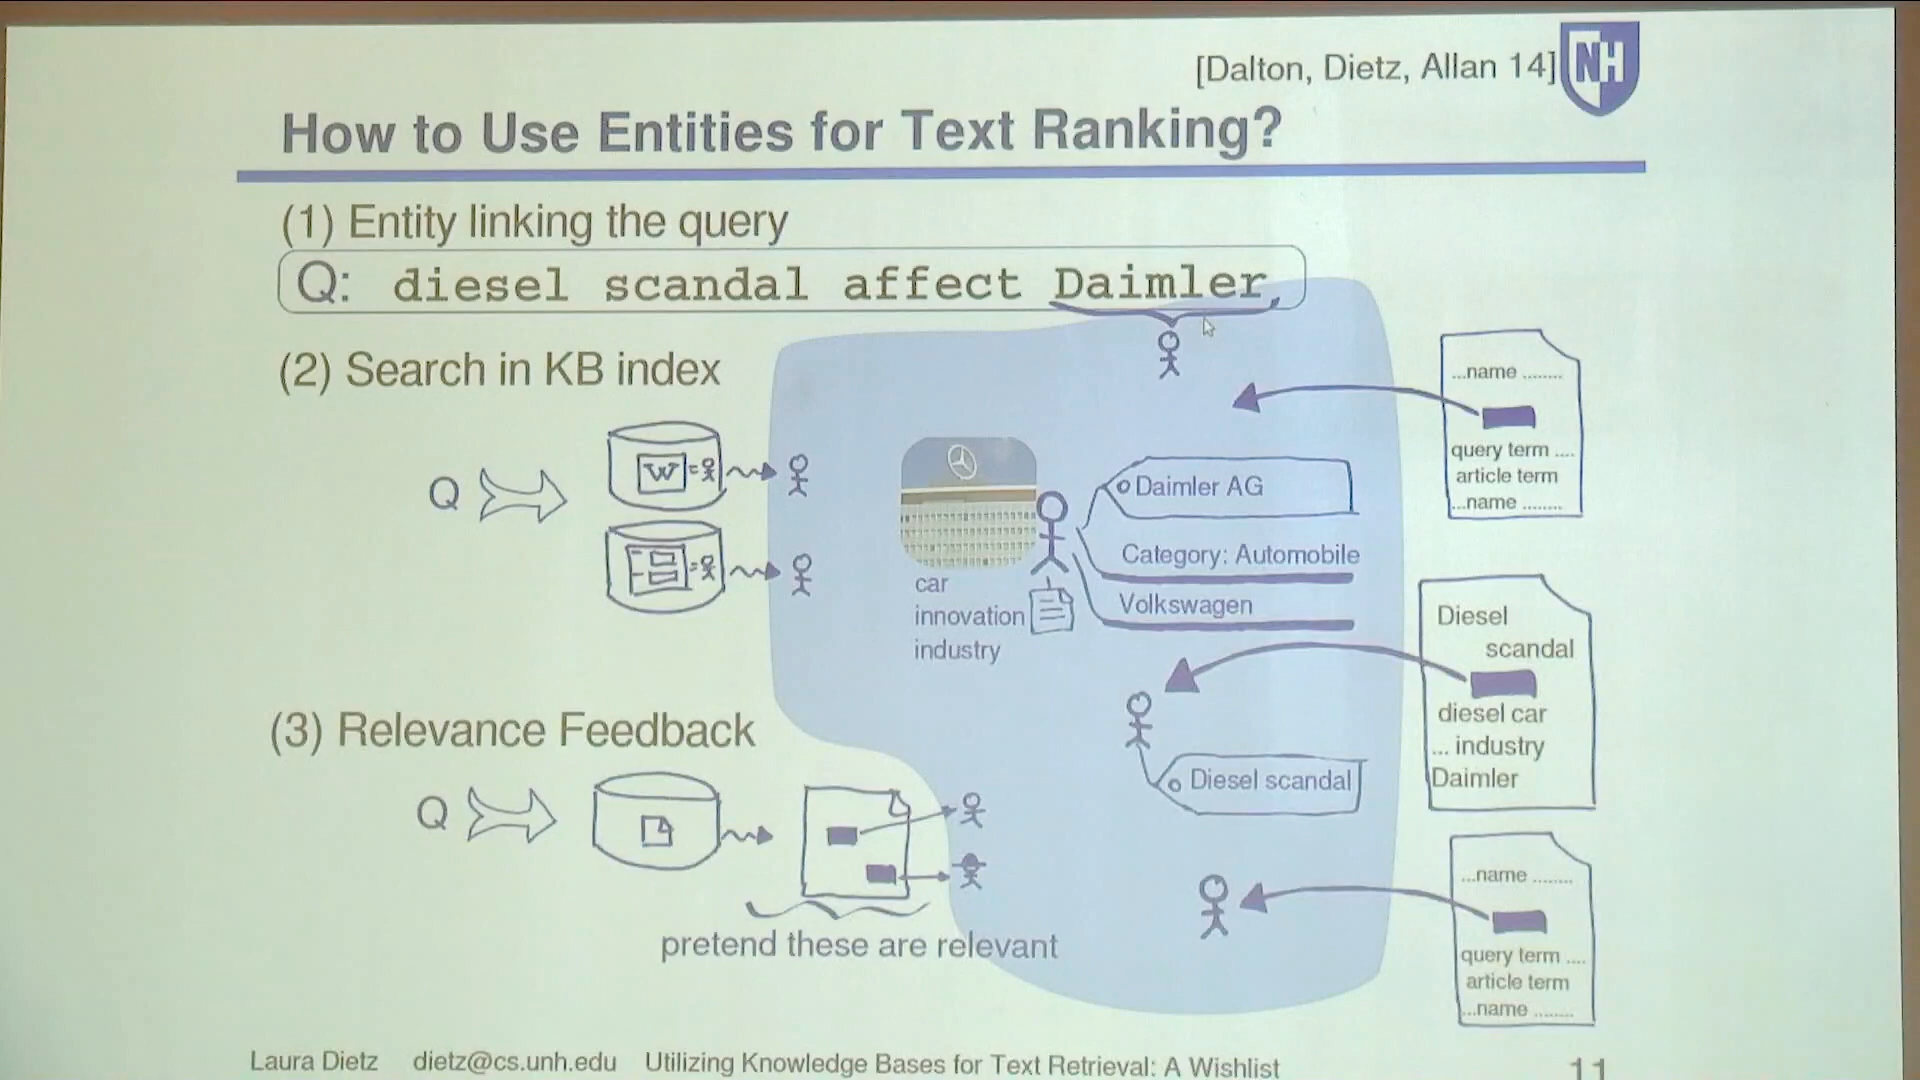 [Dalton, Dietz, Allan 14]
NH
How to Use Entities for Text Ranking?
(1) Entity linking the query
Q: diesel scandal affect Daimler
(2) Search in KB index
Q
W
=
=
Daimler AG
Category: Automobile
Volkswagen
car
innovation
industry
Diesel scandal
...name ........
query term ....
article term
...name ........
Diesel
scandal
diesel car
... industry
Daimler
...name ........
query term ....
article term
...name ........
(3) Relevance Feedback
Q
pretend these are relevant
Laura Dietz dietz@cs.unh.edu Utilizing Knowledge Bases for Text Retrieval: A Wishlist 11